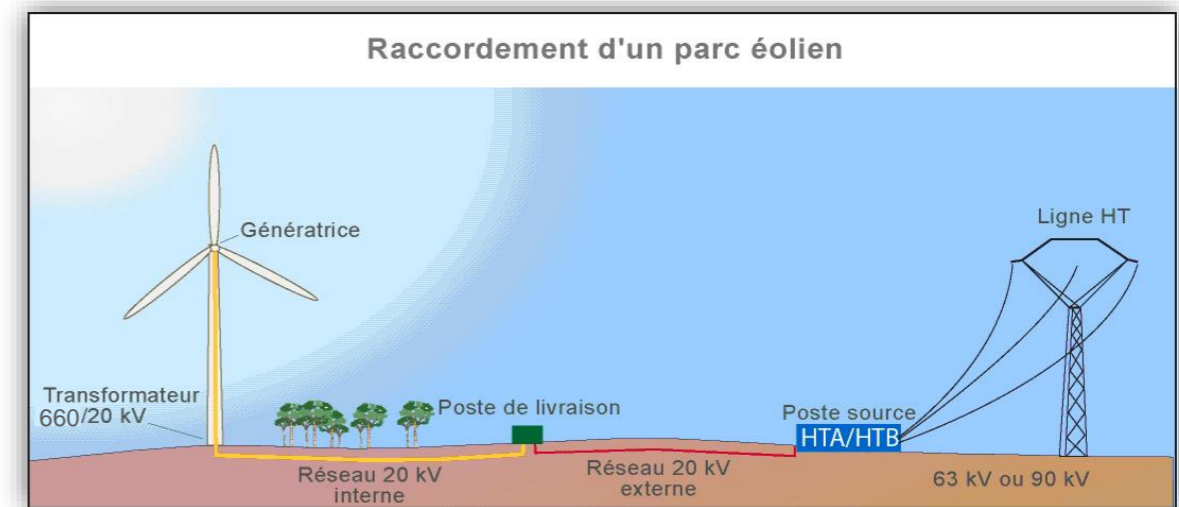 Raccordement d'un parc éolien
Génératrice
Ligne HT
Transformateur
660/20 kV
Poste de livraison
Poste source
HTA/HTB
Réseau 20 kV
interne
Réseau 20 kV
externe
63 kV ou 90 kV